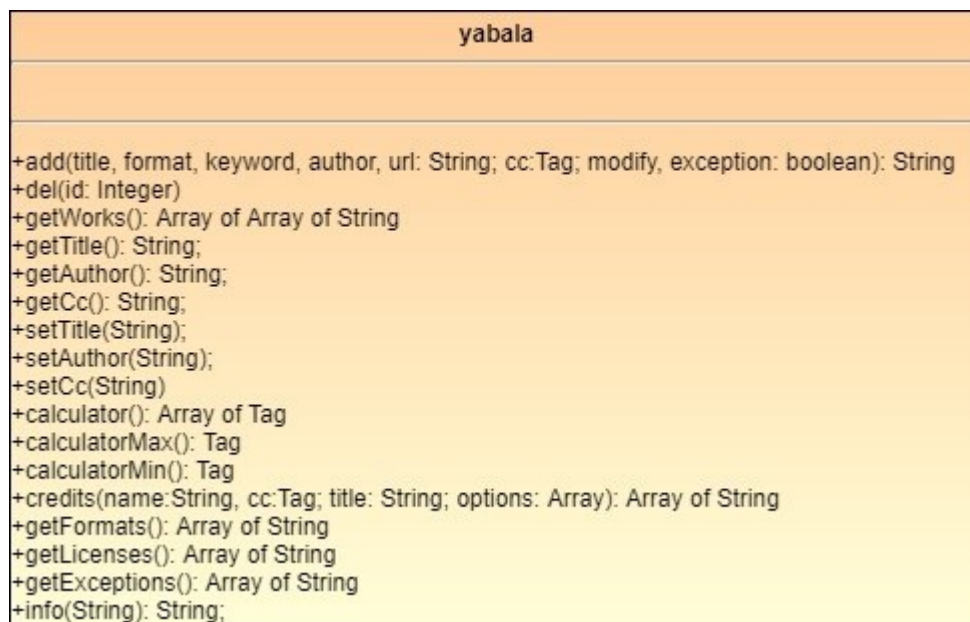 yabala
+add(title, format, keyword, author, url: String; cc:Tag; modify, exception: boolean): String
+del(id: Integer)
+getWorks(): Array of Array of String
+getTitle(): String;
+getAuthor(): String;
+getCc(): String;
+setTitle(String);
+setAuthor(String);
+setCc(String)
+calculator(): Array of Tag
+calculatorMax(): Tag
+calculatorMin(): Tag
+credits(name:String, cc:Tag; title: String; options: Array): Array of String
+getFormats(): Array of String
+getLicenses(): Array of String
+getExceptions(): Array of String
+info(String): String;